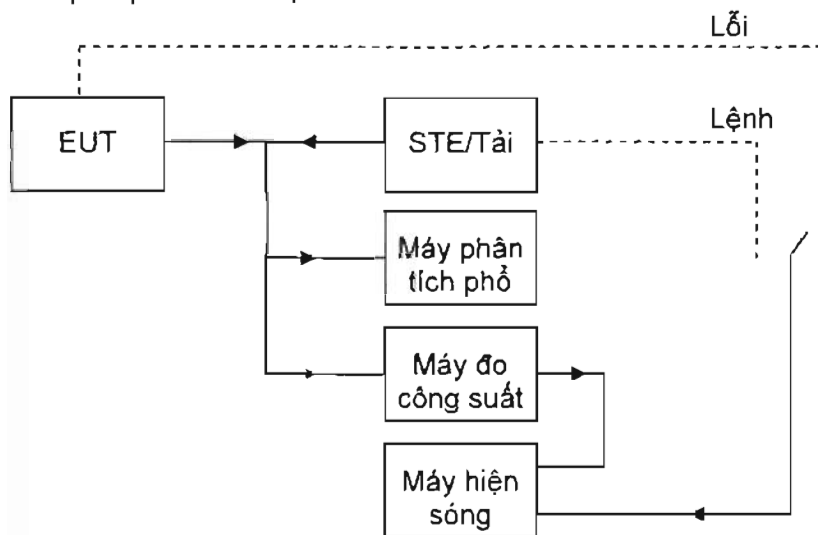 Lỗi
EUT
STE/Tải
Lệnh
Máy phân
tích phổ
Máy đo
công suất
Máy hiện
sóng